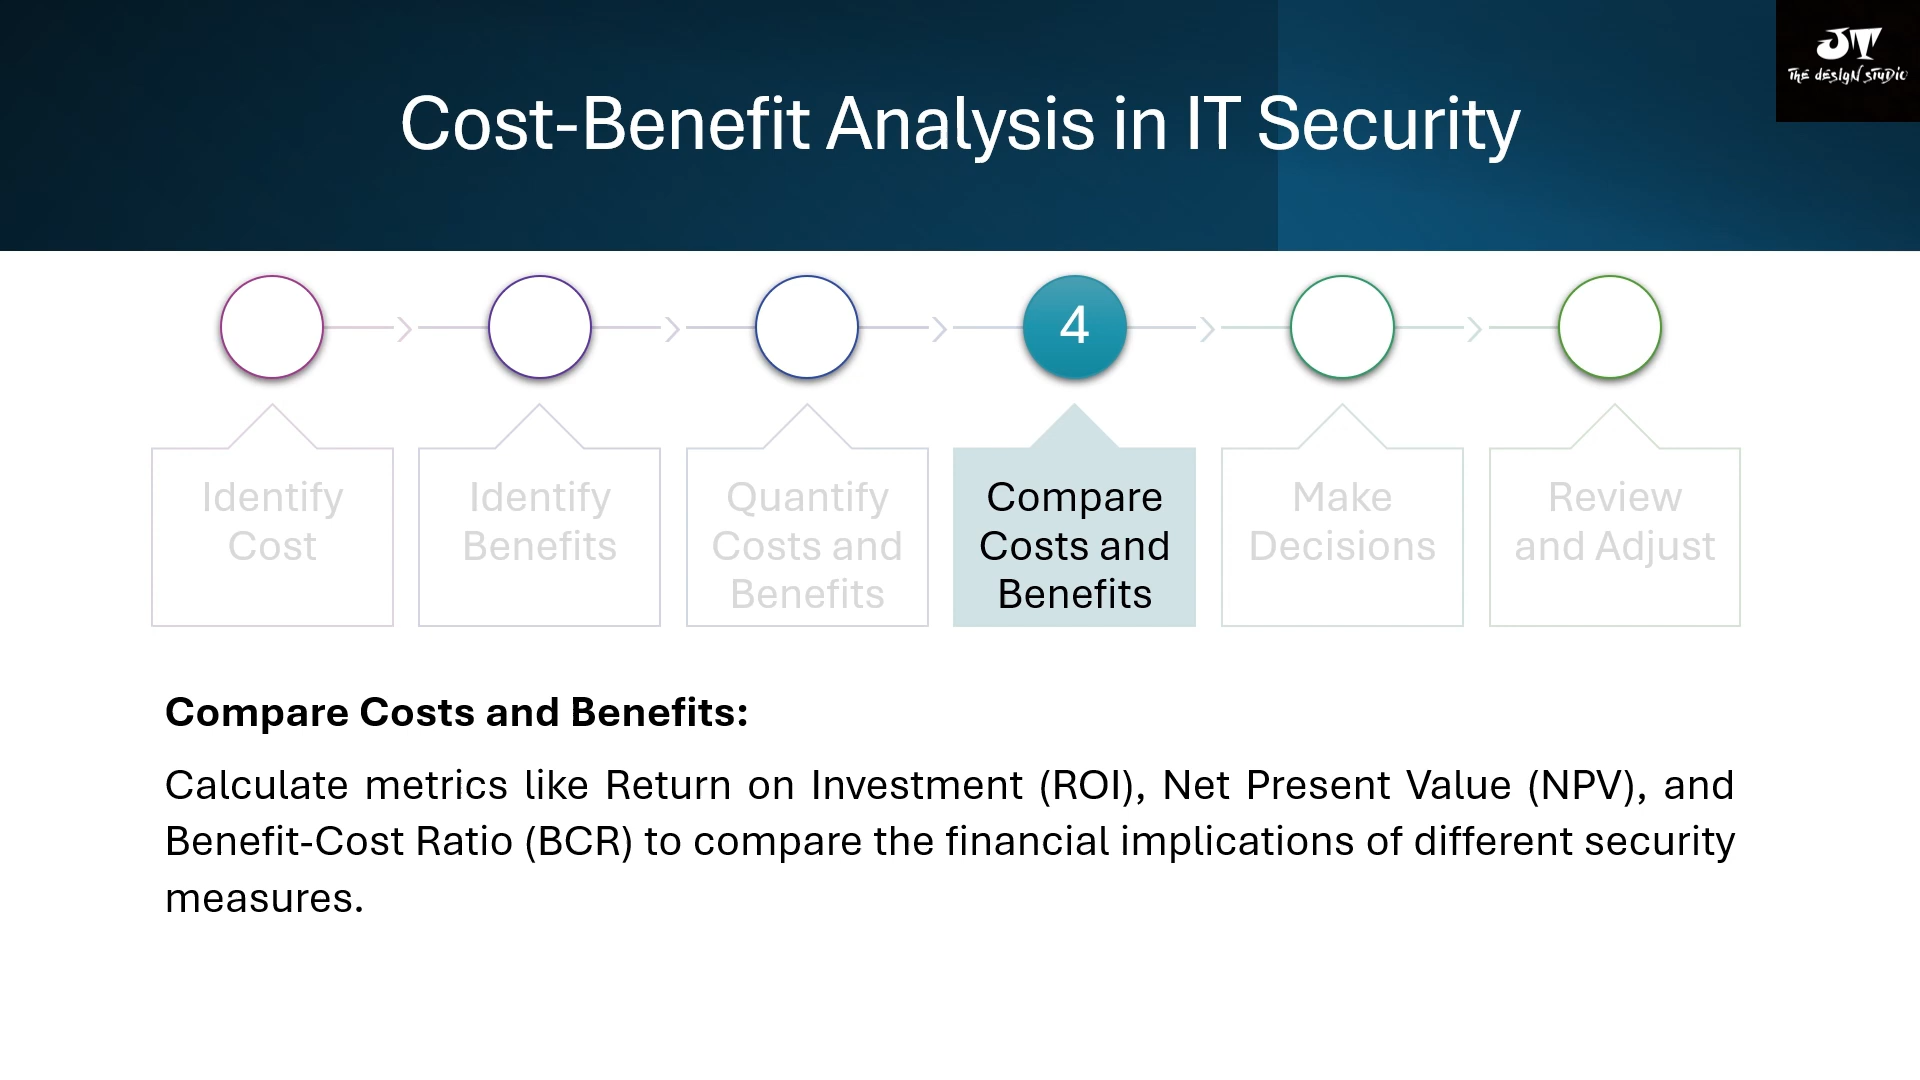 JT
THE DESIGN STUDIO
Cost-Benefit Analysis in IT Security
4
Identify
Cost
Identify
Benefits
Quantify
Costs and
Benefits
Compare
Costs and
Benefits
Make
Decisions
Review
and Adjust
Compare Costs and Benefits:
Calculate metrics like Return on Investment (ROI), Net Present Value (NPV), and
Benefit-Cost Ratio (BCR) to compare the financial implications of different security
measures.